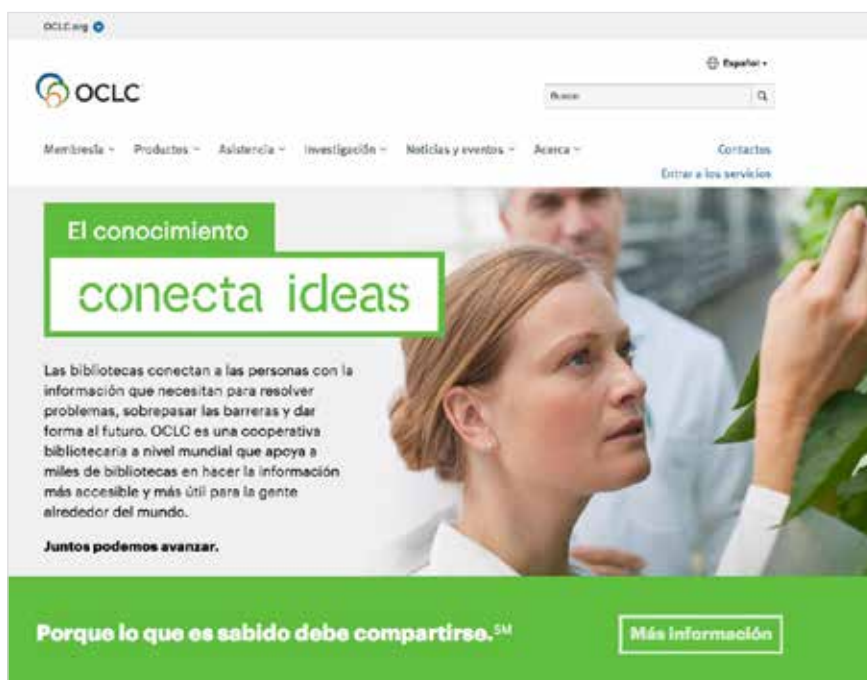 OCLC.org
Español
OCLC
Buscar
Membresía
Productos
Asistencia
Investigación
Noticias y eventos
Acerca
Contactos
Entrar a los servicios
El conocimiento
conecta ideas
Las bibliotecas conectan a las personas con la
información que necesitan para resolver
problemas, sobrepasar las barreras y dar
forma al futuro. OCLC es una cooperativa
bibliotecaria a nivel mundial que apoya a
miles de bibliotecas en hacer la información
más accesible y más útil para la gente
alrededor del mundo.
Juntos podemos avanzar.
Porque lo que es sabido debe compartirse.℠
Más información